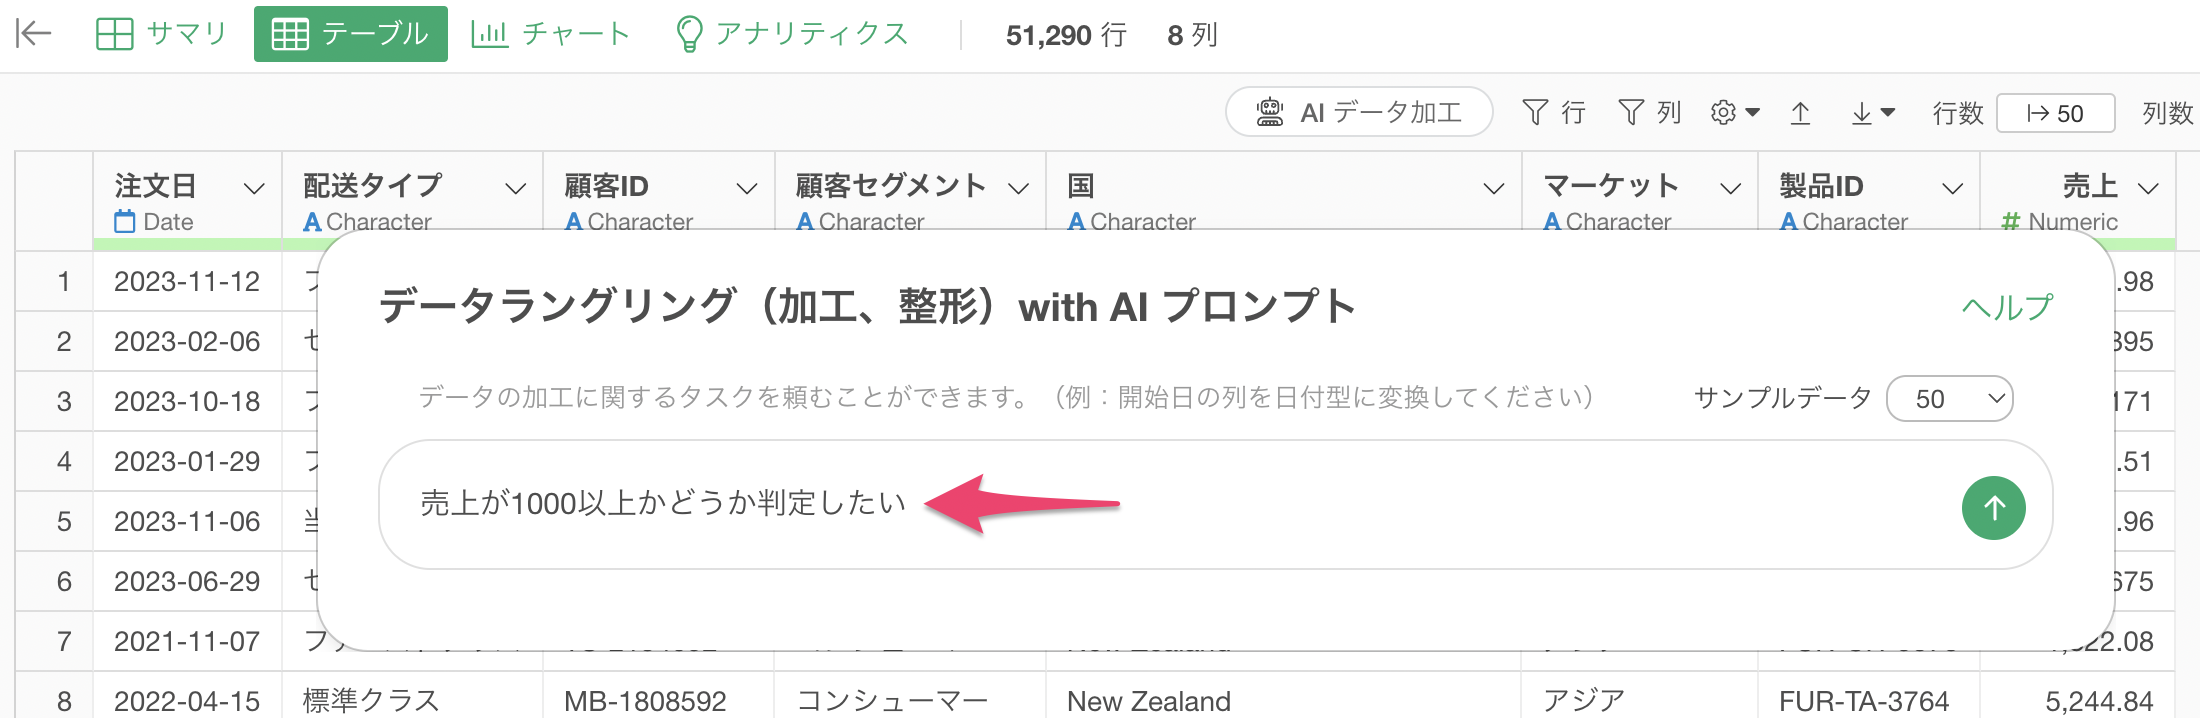 サマリ テーブル チャート アナリティクス 51,290 行 8 列
AI データ加工 行 列 行数 50 列数
注文日 配送タイプ 顧客ID 顧客セグメント 国 マーケット 製品ID 売上
Date Character Character Character Character Character Character # Numeric
データラングリング（加工、整形）with AI プロンプト ヘルプ
データの加工に関するタスクを頼むことができます。（例：開始日の列を日付型に変換してください） サンプルデータ 50
売上が1000以上かどうか判定したい
1 2023-11-12 .98
2 2023-02-06 395
3 2023-10-18 171
4 2023-01-29 .51
5 2023-11-06 .96
6 2023-06-29 675
7 2021-11-07 22.08
8 2022-04-15 標準クラス MB-1808592 コンシューマー New Zealand アジア FUR-TA-3764 5,244.84